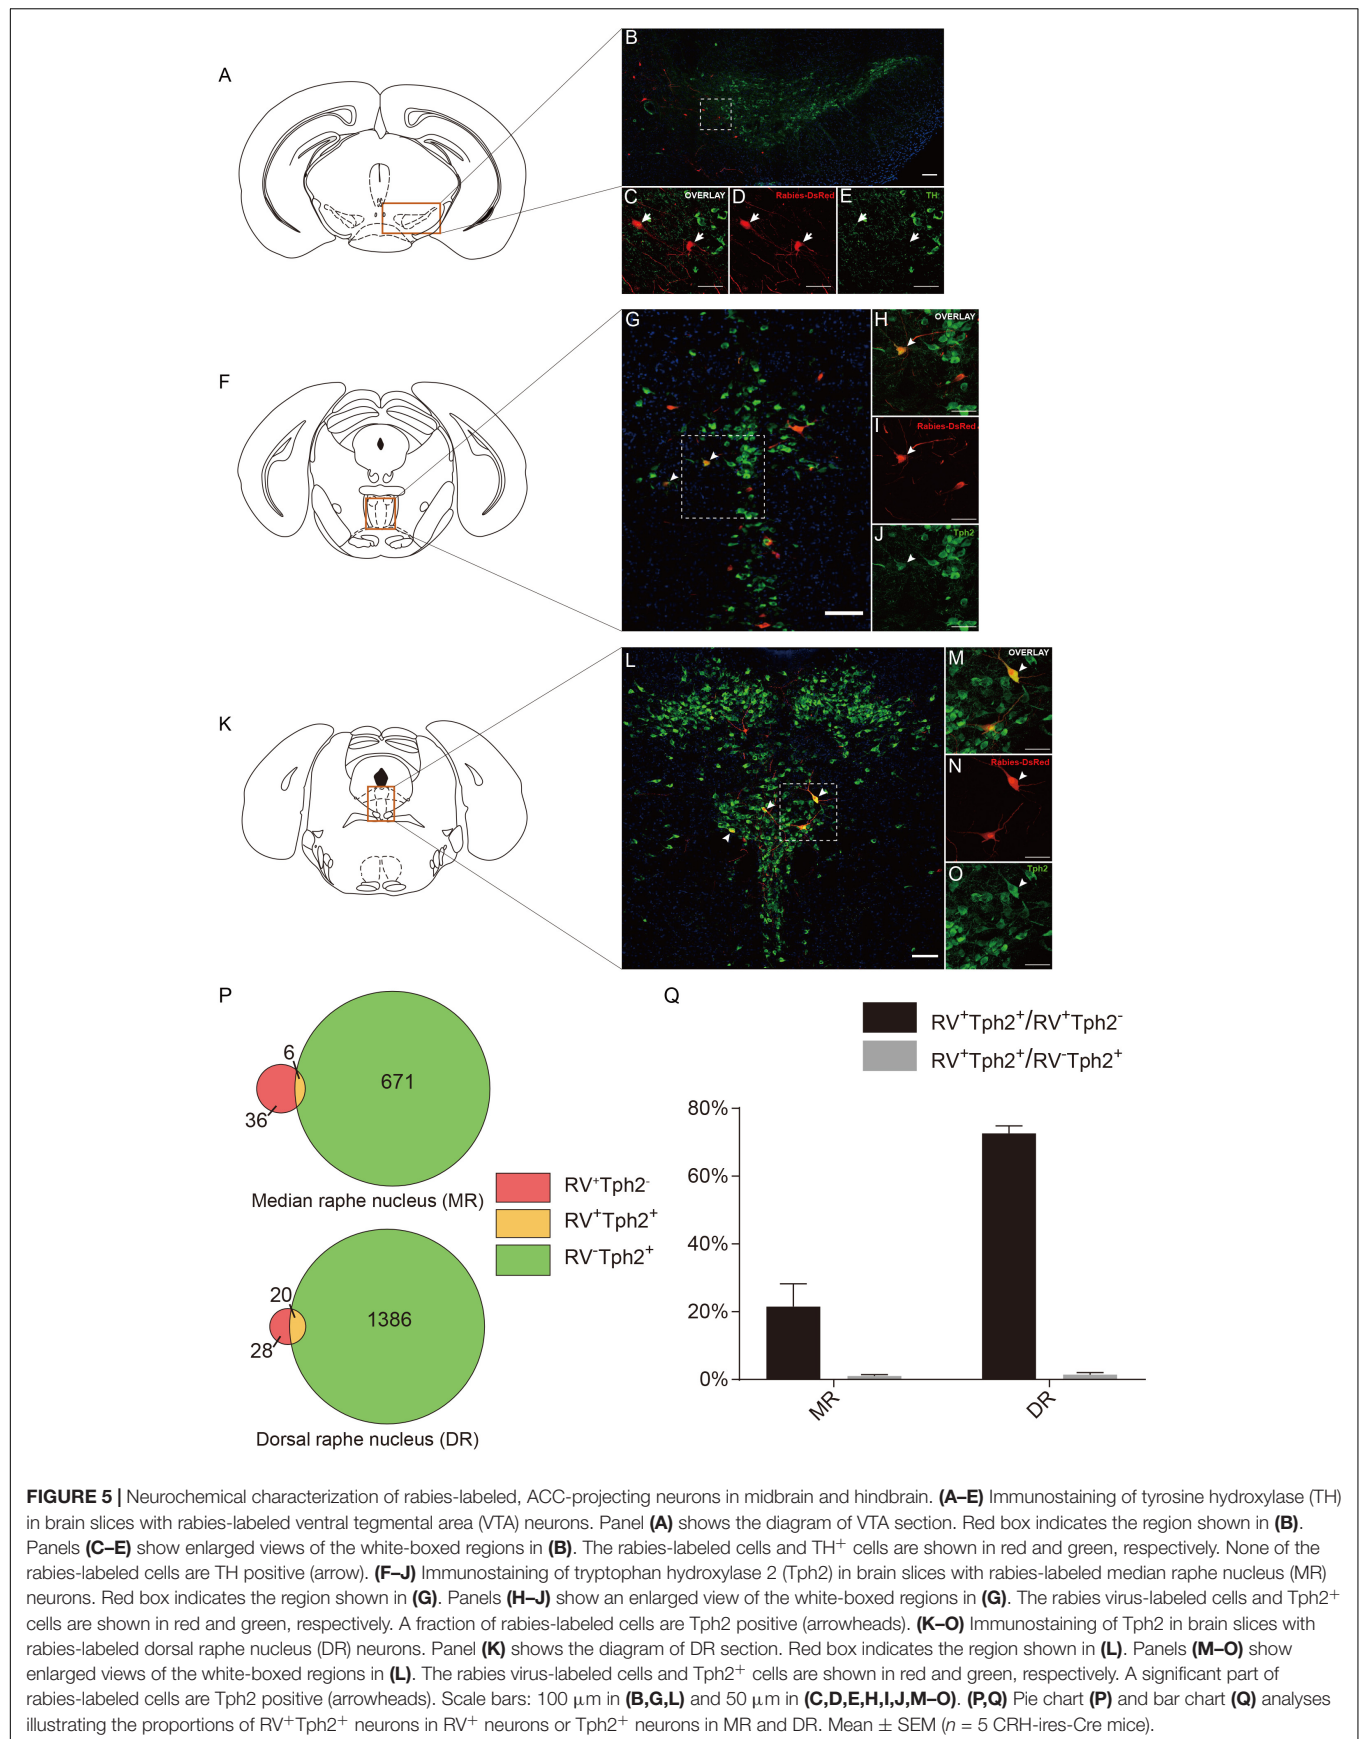 A
B
C
OVERLAY
D
Rabies-DsRed
E
TH
F
G
H
OVERLAY
I
Rabies-DsRed
J
Tph2
K
L
M
OVERLAY
N
Rabies-DsRed
O
Tph2
P
6
671
36
Median raphe nucleus (MR)
RV⁺Tph2⁻
RV⁺Tph2⁺
RV⁻Tph2⁺
20
1386
28
Dorsal raphe nucleus (DR)
Q
RV⁺Tph2⁺/RV⁺Tph2⁻
RV⁺Tph2⁺/RV⁻Tph2⁺
80%
60%
40%
20%
0%
MR
DR
FIGURE 5 | Neurochemical characterization of rabies-labeled, ACC-projecting neurons in midbrain and hindbrain. (A–E) Immunostaining of tyrosine hydroxylase (TH)
in brain slices with rabies-labeled ventral tegmental area (VTA) neurons. Panel (A) shows the diagram of VTA section. Red box indicates the region shown in (B).
Panels (C–E) show enlarged views of the white-boxed regions in (B). The rabies-labeled cells and TH⁺ cells are shown in red and green, respectively. None of the
rabies-labeled cells are TH positive (arrow). (F–J) Immunostaining of tryptophan hydroxylase 2 (Tph2) in brain slices with rabies-labeled median raphe nucleus (MR)
neurons. Red box indicates the region shown in (G). Panels (H–J) show an enlarged view of the white-boxed regions in (G). The rabies virus-labeled cells and Tph2⁺
cells are shown in red and green, respectively. A fraction of rabies-labeled cells are Tph2 positive (arrowheads). (K–O) Immunostaining of Tph2 in brain slices with
rabies-labeled dorsal raphe nucleus (DR) neurons. Panel (K) shows the diagram of DR section. Red box indicates the region shown in (L). Panels (M–O) show
enlarged views of the white-boxed regions in (L). The rabies virus-labeled cells and Tph2⁺ cells are shown in red and green, respectively. A significant part of
rabies-labeled cells are Tph2 positive (arrowheads). Scale bars: 100 μm in (B,G,L) and 50 μm in (C,D,E,H,I,J,M–O). (P,Q) Pie chart (P) and bar chart (Q) analyses
illustrating the proportions of RV⁺Tph2⁺ neurons in RV⁺ neurons or Tph2⁺ neurons in MR and DR. Mean ± SEM (n = 5 CRH-ires-Cre mice).